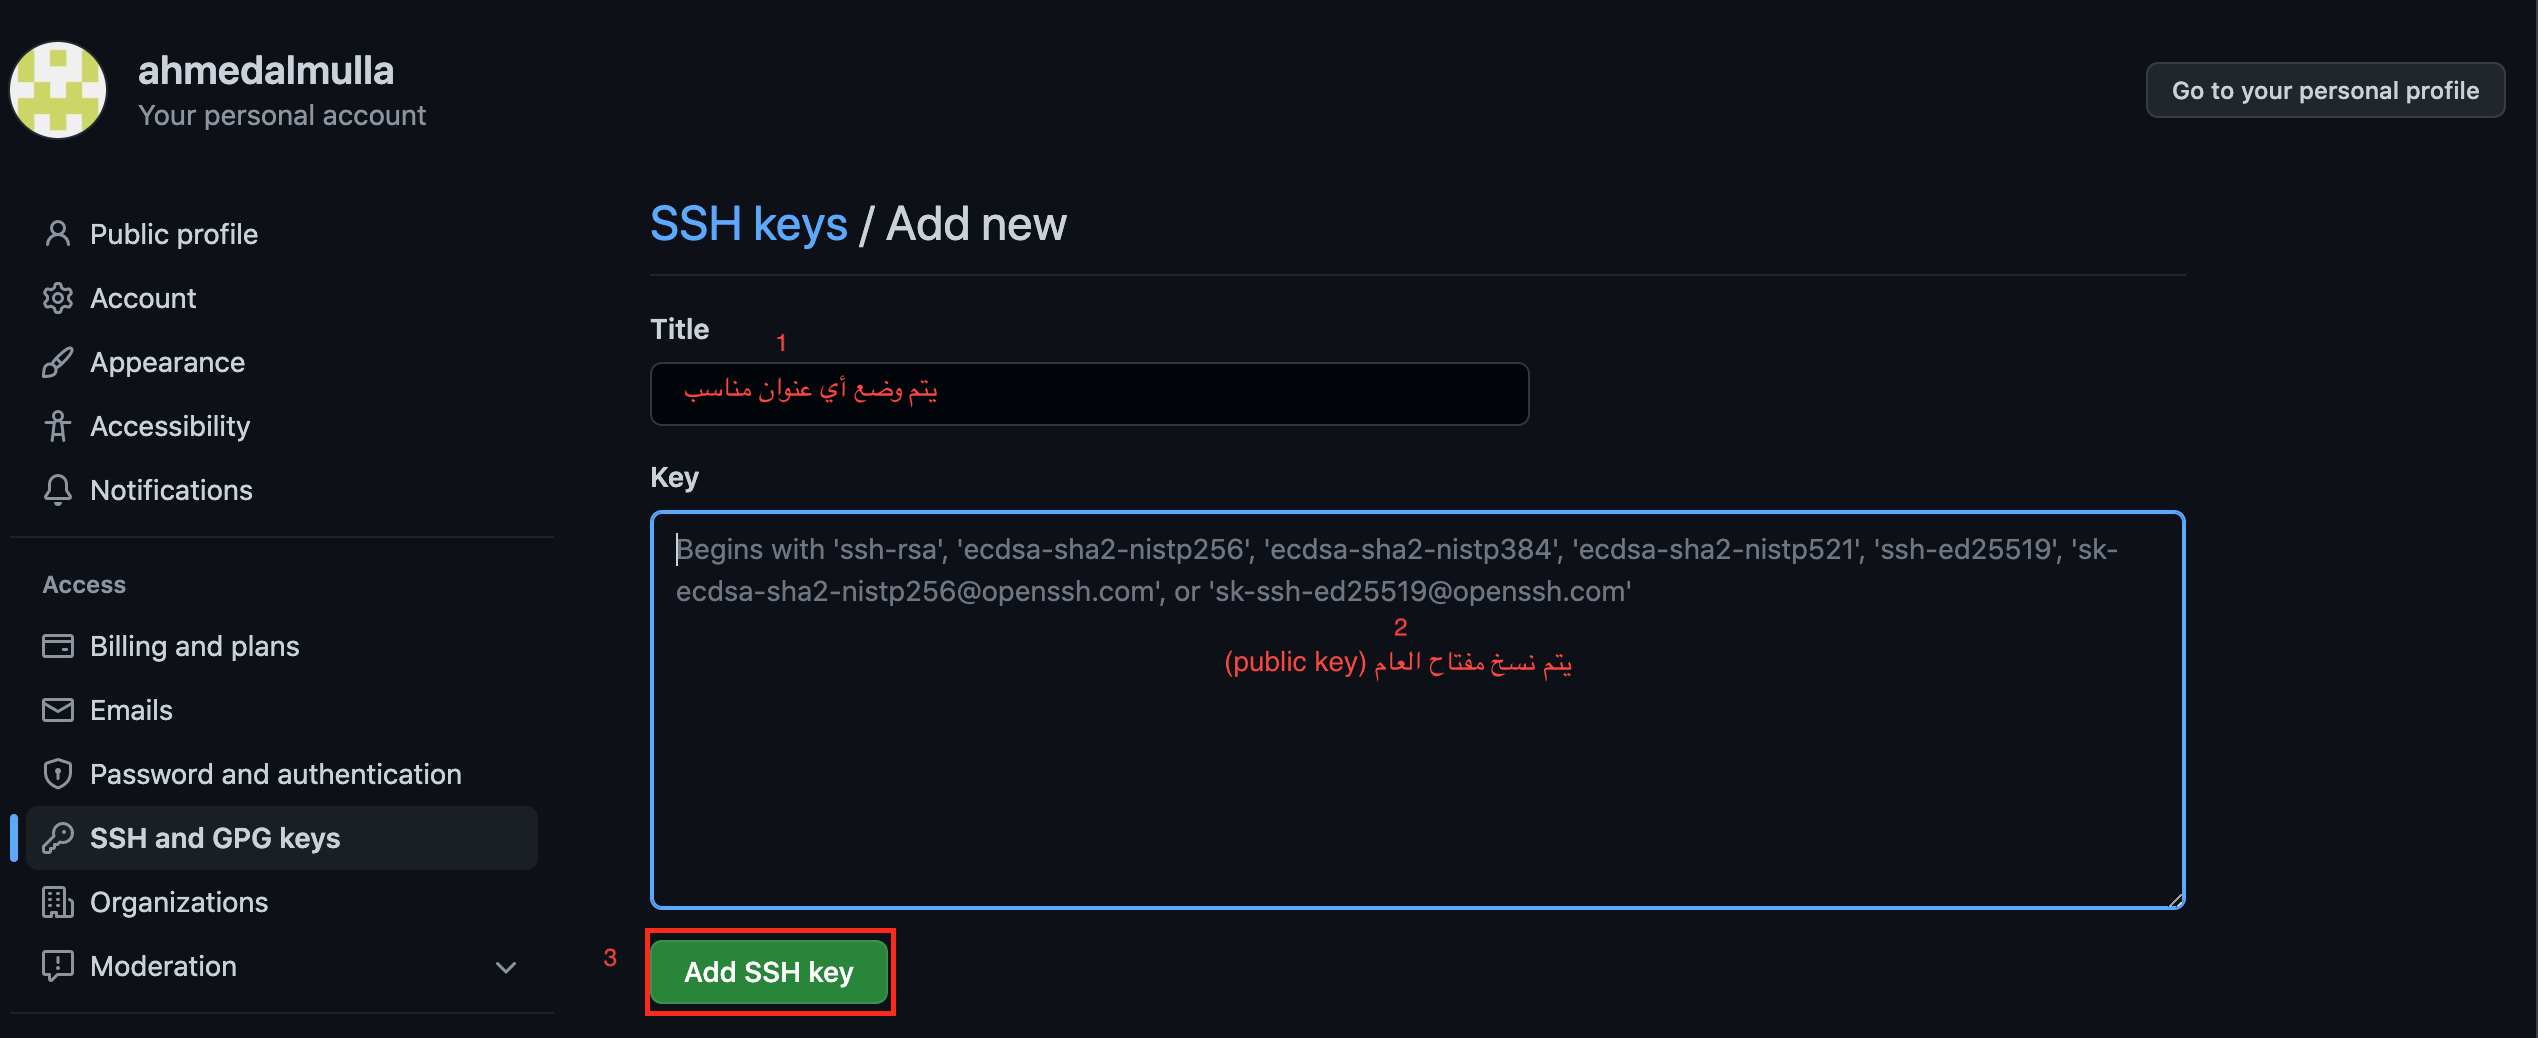 ahmedalmulla
Your personal account
Go to your personal profile
Public profile
Account
Appearance
Accessibility
Notifications
Access
Billing and plans
Emails
Password and authentication
SSH and GPG keys
Organizations
Moderation
SSH keys / Add new
Title
1
يتم وضع أي عنوان مناسب
Key
Begins with 'ssh-rsa', 'ecdsa-sha2-nistp256', 'ecdsa-sha2-nistp384', 'ecdsa-sha2-nistp521', 'ssh-ed25519', 'sk-
ecdsa-sha2-nistp256@openssh.com', or 'sk-ssh-ed25519@openssh.com'
2
يتم نسخ مفتاح العام (public key)
3
Add SSH key